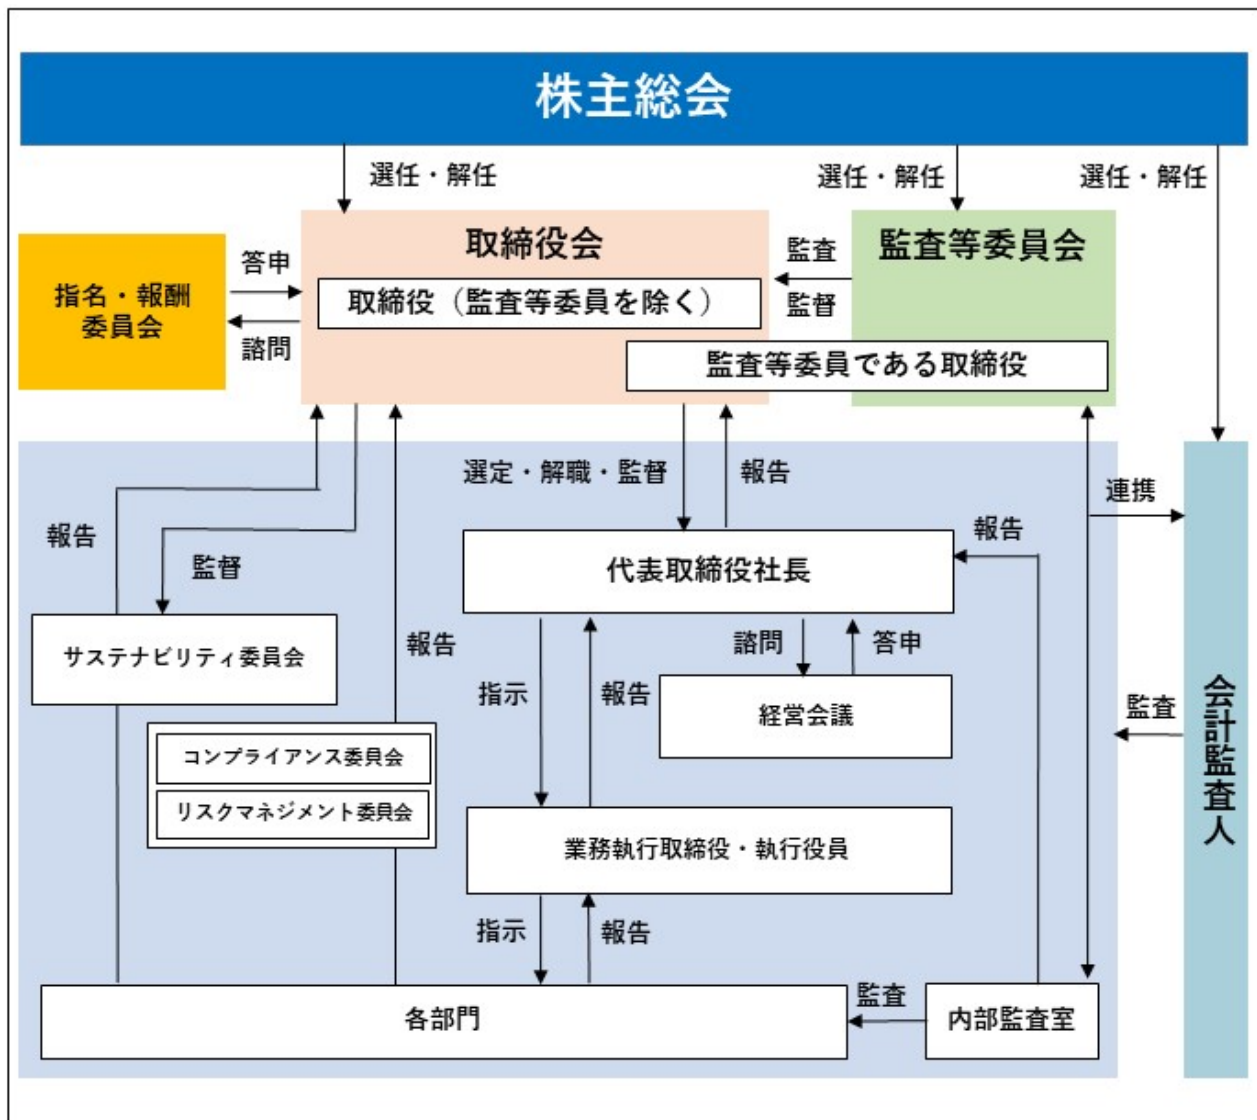 株主総会
選任・解任
選任・解任
選任・解任
取締役会
監査等委員会
指名・報酬
委員会
答申
諮問
取締役（監査等委員を除く）
監査
監督
監査等委員である取締役
選定・解職・監督
報告
連携
報告
監督
報告
代表取締役社長
サステナビリティ委員会
報告
諮問
答申
指示
報告
経営会議
監査
会計監査人
コンプライアンス委員会
リスクマネジメント委員会
業務執行取締役・執行役員
指示
報告
各部門
監査
内部監査室